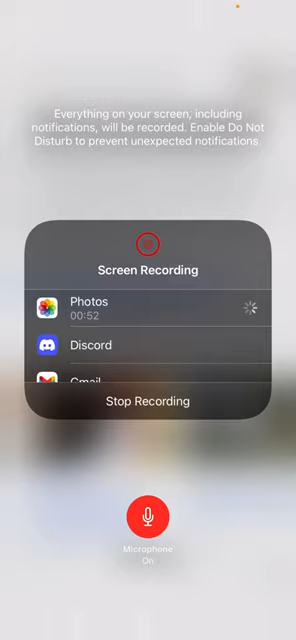 Everything on your screen, including
notifications, will be recorded. Enable Do Not
Disturb to prevent unexpected notifications.
Screen Recording
Photos
00:52
Discord
Gmail
Stop Recording
Microphone
On